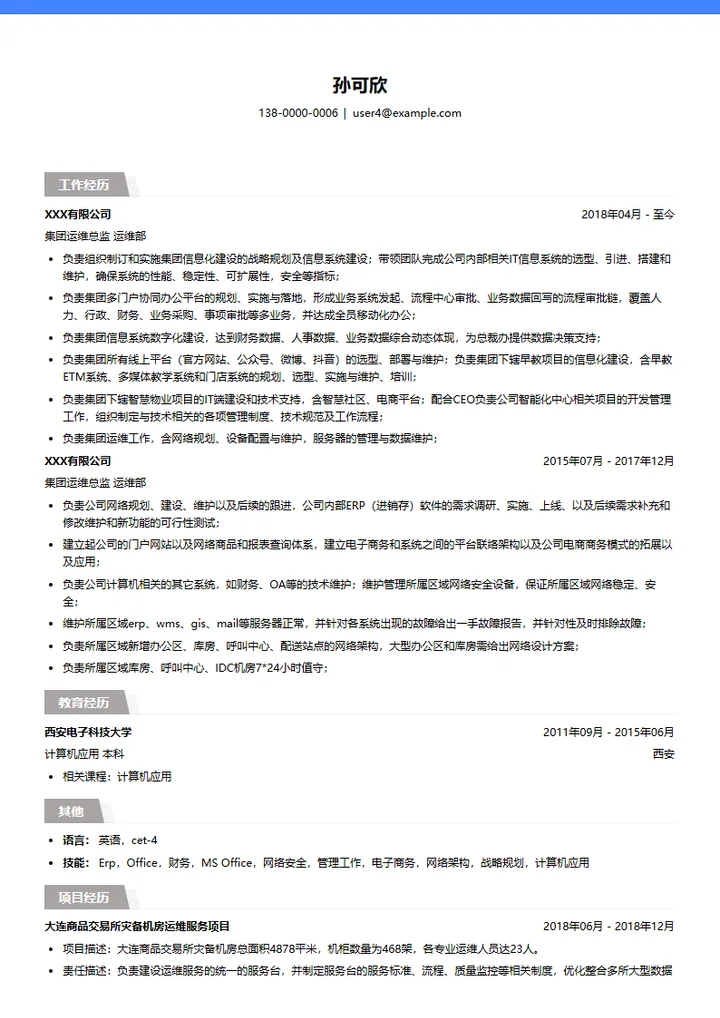 孙可欣
138-0000-0006 | user4@example.com
工作经历
XXX有限公司 2018年04月 - 至今
集团运维总监 运维部
• 负责组织制订和实施集团信息化建设的战略规划及信息系统建设；带领团队完成公司内部相关IT信息系统的选型、引进、搭建和
维护，确保系统的性能、稳定性、可扩展性，安全等指标；
• 负责集团多门户协同办公平台的规划、实施与落地，形成业务系统发起、流程中心审批、业务数据回写的流程审批链，覆盖人
力、行政、财务、业务采购、事项审批等多业务，并达成全员移动化办公；
• 负责集团信息系统数字化建设，达到财务数据、人事数据、业务数据综合动态体现，为总裁办提供数据决策支持；
• 负责集团所有线上平台（官方网站、公众号、微博、抖音）的选型、部署与维护；负责集团下辖早教项目的信息化建设，含早教
ETM系统、多媒体教学系统和门店系统的规划、选型、实施与维护、培训；
• 负责集团下辖智慧物业项目的IT端建设和技术支持，含智慧社区、电商平台；配合CEO负责公司智能化中心相关项目的开发管理
工作，组织制定与技术相关的各项管理制度、技术规范及工作流程；
• 负责集团运维工作，含网络规划、设备配置与维护，服务器的管理与数据维护；
XXX有限公司 2015年07月 - 2017年12月
集团运维总监 运维部
• 负责公司网络规划、建设、维护以及后续的跟进，公司内部ERP（进销存）软件的需求调研、实施、上线、以及后续需求补充和
修改维护和新功能的可行性测试；
• 建立起公司的门户网站以及网络商品和报表查询体系，建立电子商务和系统之间的平台联络架构以及公司电商商务模式的拓展以
及应用；
• 负责公司计算机相关的其它系统，如财务、OA等的技术维护；维护管理所属区域网络安全设备，保证所属区域网络稳定、安
全；
• 维护所属区域erp、wms、gis、mail等服务器正常，并针对各系统出现的故障给出一手故障报告，并针对性及时排除故障；
• 负责所属区域新增办公区、库房、呼叫中心、配送站点的网络架构，大型办公区和库房需给出网络设计方案；
• 负责所属区域库房、呼叫中心、IDC机房7*24小时值守；
教育经历
西安电子科技大学 2011年09月 - 2015年06月
计算机应用 本科 西安
• 相关课程：计算机应用
其他
• 语言： 英语，cet-4
• 技能： Erp，Office，财务，MS Office，网络安全，管理工作，电子商务，网络架构，战略规划，计算机应用
项目经历
大连商品交易所灾备机房运维服务项目 2018年06月 - 2018年12月
• 项目描述：大连商品交易所灾备机房总面积4878平米，机柜数量为468架，各专业运维人员达23人。
• 责任描述：负责建设运维服务的统一的服务台，并制定服务台的服务标准、流程、质量监控等相关制度，优化整合多所大型数据